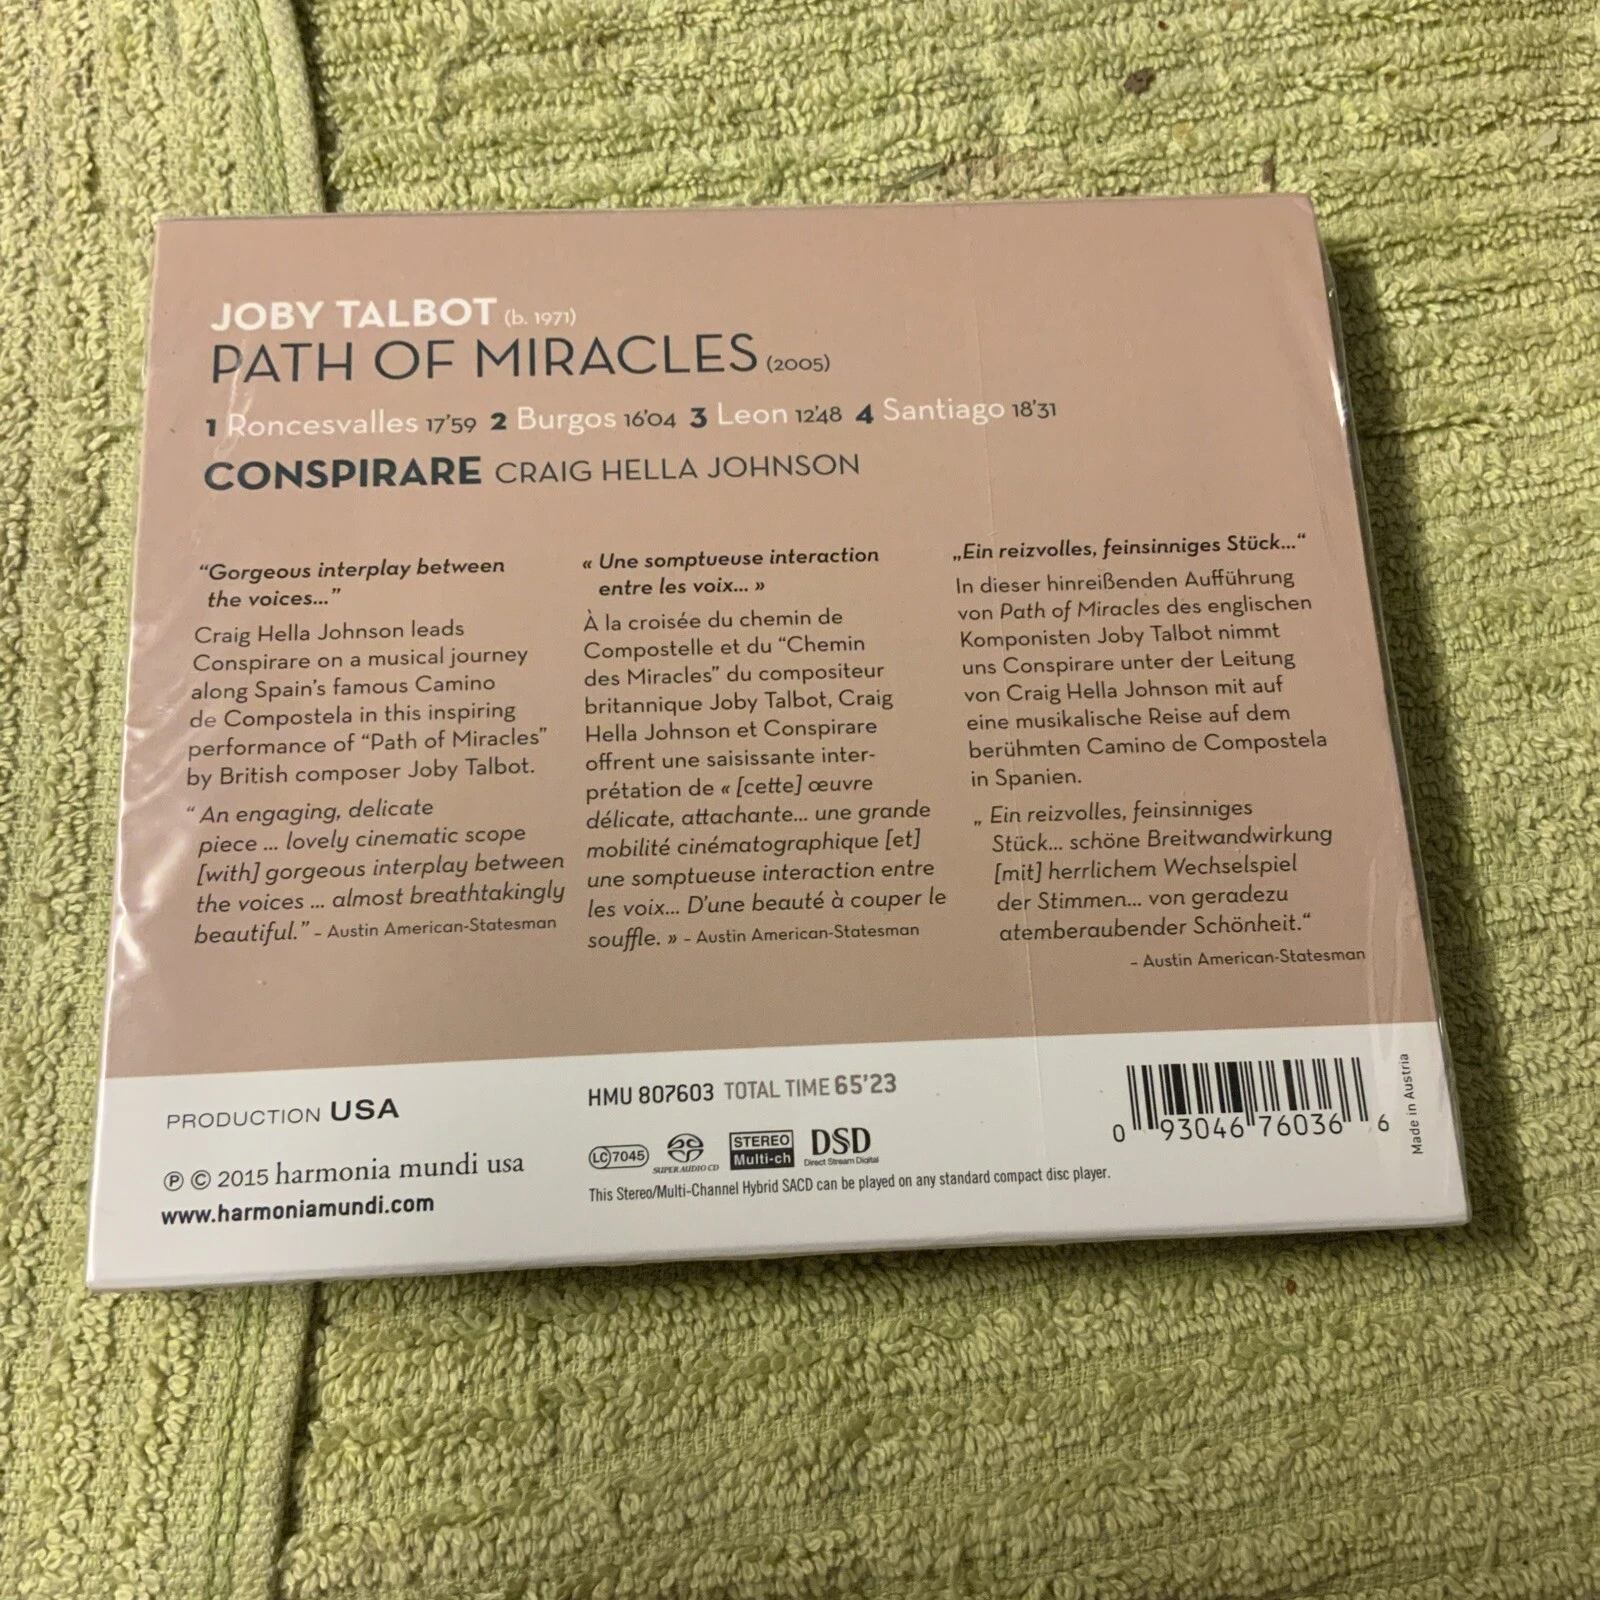 JOBY TALBOT (b. 1971)
PATH OF MIRACLES (2005)
1 Roncesvalles 17'59 2 Burgos 16'04 3 Leon 12'48 4 Santiago 18'31
CONSPIRARE CRAIG HELLA JOHNSON
“Gorgeous interplay between
the voices...”
Craig Hella Johnson leads
Conspirare on a musical journey
along Spain's famous Camino
de Compostela in this inspiring
performance of “Path of Miracles”
by British composer Joby Talbot.
“ An engaging, delicate
piece ... lovely cinematic scope
[with] gorgeous interplay between
the voices ... almost breathtakingly
beautiful.” – Austin American-Statesman
« Une somptueuse interaction
entre les voix... »
À la croisée du chemin de
Compostelle et du “Chemin
des Miracles” du compositeur
britannique Joby Talbot, Craig
Hella Johnson et Conspirare
offrent une saisissante inter-
prétation de « [cette] œuvre
délicate, attachante... une grande
mobilité cinématographique [et]
une somptueuse interaction entre
les voix... D'une beauté à couper le
souffle. » – Austin American-Statesman
„Ein reizvolles, feinsinniges Stück...“
In dieser hinreißenden Aufführung
von Path of Miracles des englischen
Komponisten Joby Talbot nimmt
uns Conspirare unter der Leitung
von Craig Hella Johnson mit auf
eine musikalische Reise auf dem
berühmten Camino de Compostela
in Spanien.
„ Ein reizvolles, feinsinniges
Stück... schöne Breitwandwirkung
[mit] herrlichem Wechselspiel
der Stimmen... von geradezu
atemberaubender Schönheit.“
– Austin American-Statesman
PRODUCTION USA
℗ © 2015 harmonia mundi usa
www.harmoniamundi.com
HMU 807603 TOTAL TIME 65'23
LC 7045
SUPER AUDIO CD
STEREO
Multi-ch
DSD
Direct Stream Digital
This Stereo/Multi-Channel Hybrid SACD can be played on any standard compact disc player.
0 93046 76036 6
Made in Austria